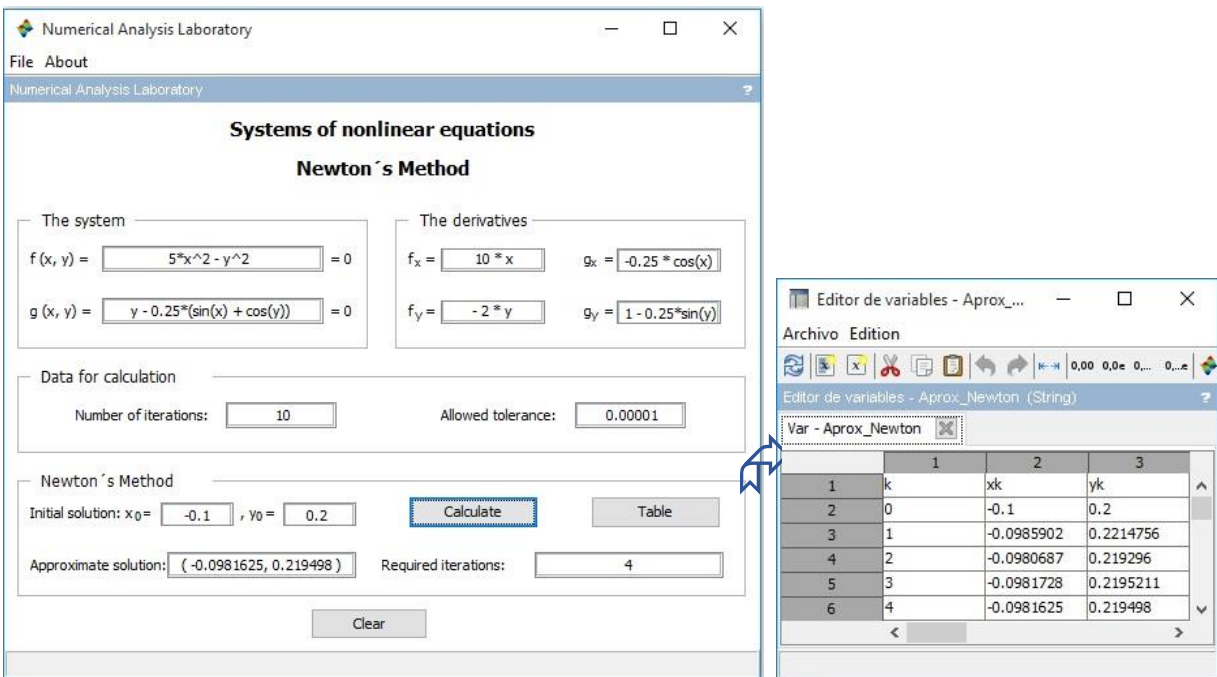 Numerical Analysis Laboratory
File About
Numerical Analysis Laboratory ?
Systems of nonlinear equations
Newton´s Method
The system
f (x, y) = 5*x^2 - y^2 = 0
g (x, y) = y - 0.25*(sin(x) + cos(y)) = 0
The derivatives
fx = 10 * x gx = -0.25 * cos(x)
fy = - 2 * y gy = 1 - 0.25*sin(y)
Data for calculation
Number of iterations: 10 Allowed tolerance: 0.00001
Newton´s Method
Initial solution: x0= -0.1 , y0 = 0.2 Calculate Table
Approximate solution: ( -0.0981625, 0.219498 ) Required iterations: 4
Clear
Editor de variables - Aprox_...
Archivo Edition
0,00 0,0e 0,... 0,...e
Editor de variables - Aprox_Newton (String) ?
Var - Aprox_Newton
1 2 3
1 k xk yk
2 0 -0.1 0.2
3 1 -0.0985902 0.2214756
4 2 -0.0980687 0.219296
5 3 -0.0981728 0.2195211
6 4 -0.0981625 0.219498